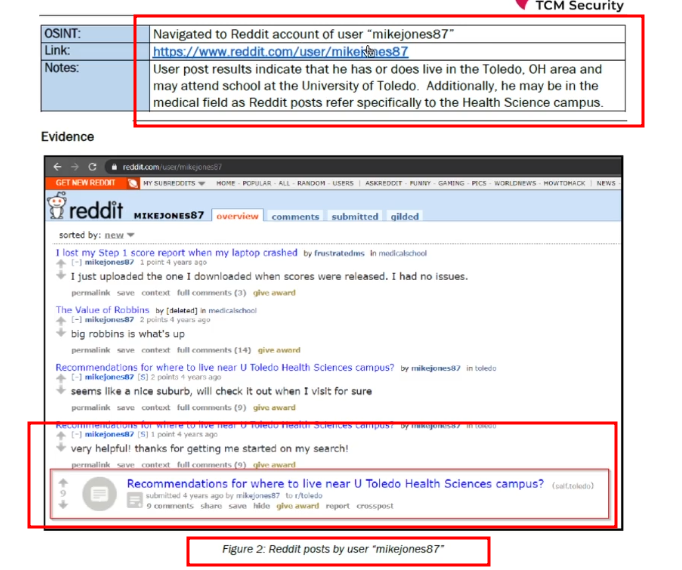 TCM Security
OSINT: Navigated to Reddit account of user “mikejones87”
Link: https://www.reddit.com/user/mikejones87
Notes: User post results indicate that he has or does live in the Toledo, OH area and
may attend school at the University of Toledo. Additionally, he may be in the
medical field as Reddit posts refer specifically to the Health Science campus.
Evidence
reddit.com/user/mikejones87
GET NEW REDDIT MY SUBREDDITS HOME - POPULAR - ALL - RANDOM - USERS | ASKREDDIT - FUNNY - GAMING - PICS - WORLDNEWS - HOWTOHACK | NEWS -
reddit MIKEJONES87 overview comments submitted gilded
sorted by: new
I lost my Step 1 score report when my laptop crashed by frustratedms in medicalschool
[-] mikejones87 1 point 4 years ago
I just uploaded the one I downloaded when scores were released. I had no issues.
permalink save context full comments (3) give award
The Value of Robbins by [deleted] in medicalschool
[-] mikejones87 2 points 4 years ago
big robbins is what's up
permalink save context full comments (14) give award
Recommendations for where to live near U Toledo Health Sciences campus? by mikejones87 in toledo
[-] mikejones87 [S] 2 points 4 years ago
seems like a nice suburb, will check it out when I visit for sure
permalink save context full comments (9) give award
Recommendations for where to live near U Toledo Health Sciences campus? by mikejones87 in toledo
[-] mikejones87 [S] 1 point 4 years ago
very helpful! thanks for getting me started on my search!
permalink save context full comments (9) give award
Recommendations for where to live near U Toledo Health Sciences campus? (self.toledo)
9 submitted 4 years ago by mikejones87 to r/toledo
9 comments share save hide give award report crosspost
Figure 2: Reddit posts by user “mikejones87”